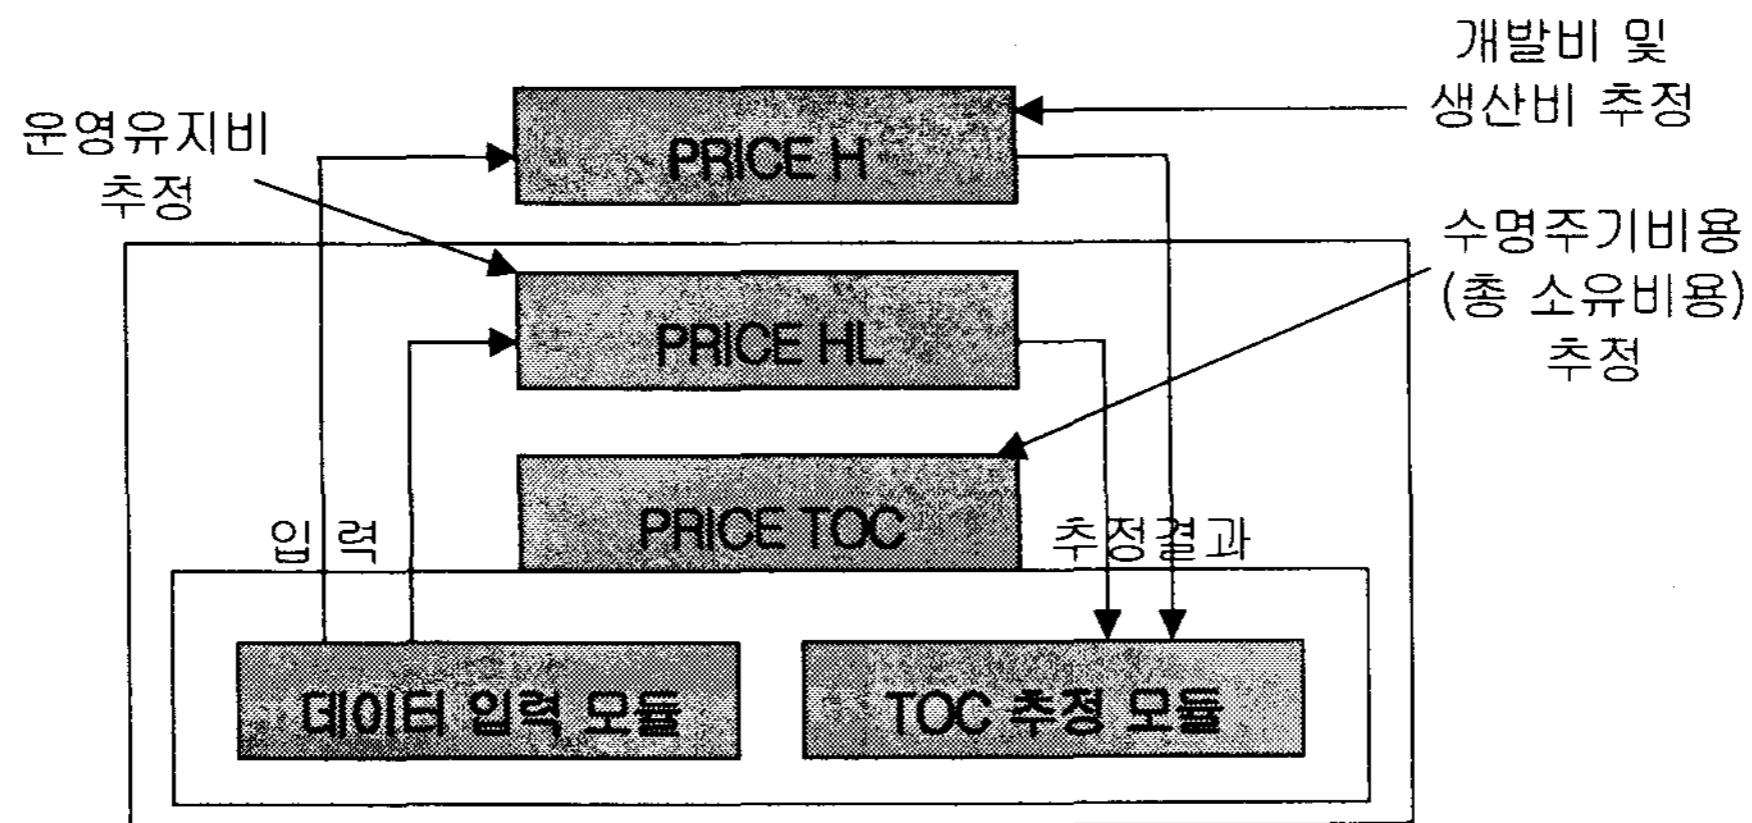 개발비 및
생산비 추정
운영유지비
추정
PRICE H
수명주기비용
(총 소유비용)
추정
PRICE HL
PRICE TOC
입 력
추정결과
데이터 입력 모듈
TOC 추정 모듈